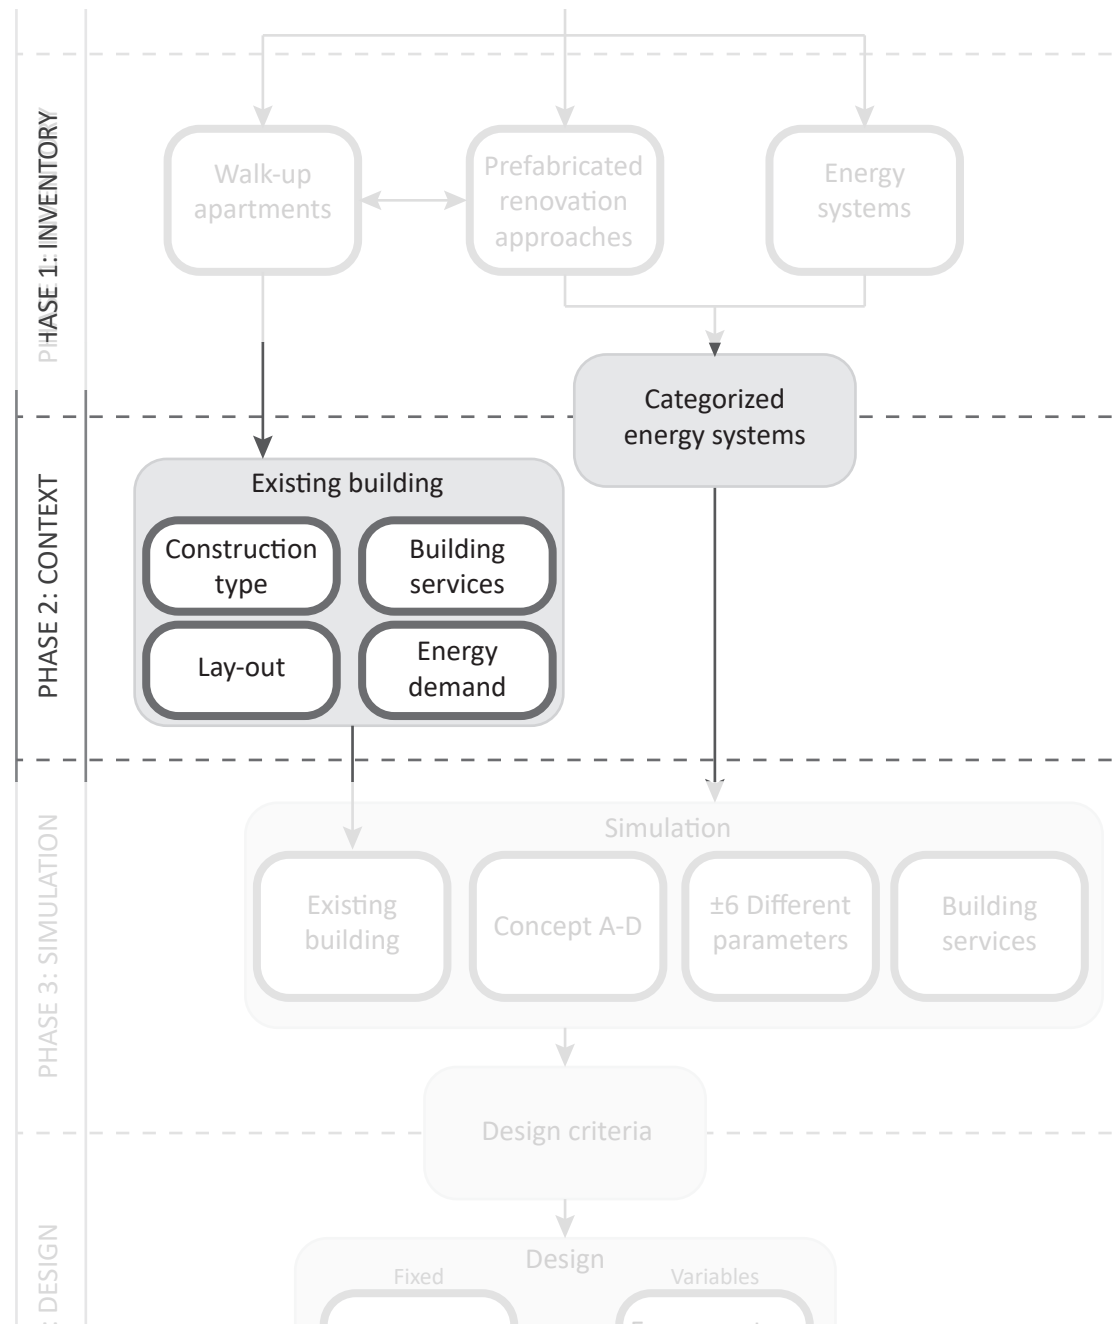 PHASE 1: INVENTORY
Walk-up
apartments
Prefabricated
renovation
approaches
Energy
systems
Categorized
energy systems
PHASE 2: CONTEXT
Existing building
Construction
type
Building
services
Lay-out
Energy
demand
PHASE 3: SIMULATION
Simulation
Existing
building
Concept A-D
±6 Different
parameters
Building
services
Design criteria
: DESIGN
Design
Fixed
Variables